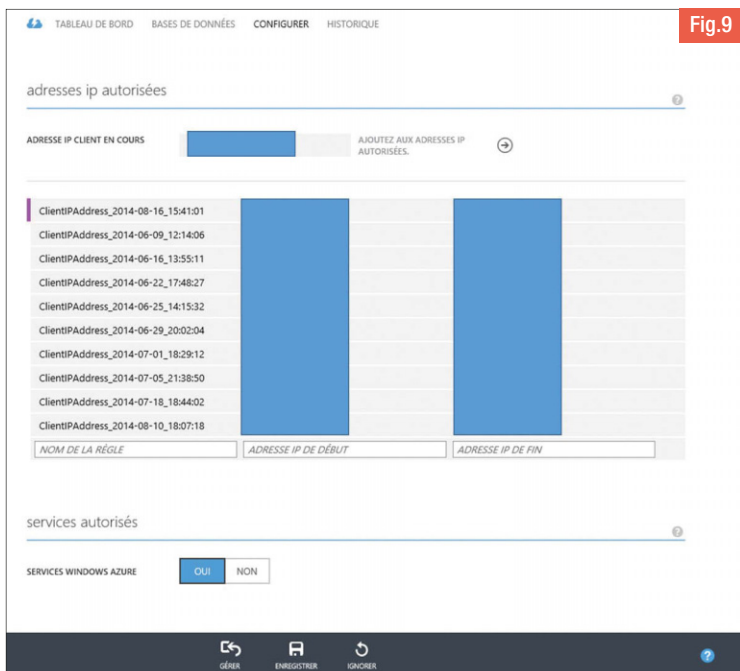 Fig.9
TABLEAU DE BORD BASES DE DONNÉES CONFIGURER HISTORIQUE
adresses ip autorisées
ADRESSE IP CLIENT EN COURS
AJOUTEZ AUX ADRESSES IP
AUTORISÉES.
ClientIPAddress_2014-08-16_15:41:01
ClientIPAddress_2014-06-09_12:14:06
ClientIPAddress_2014-06-16_13:55:11
ClientIPAddress_2014-06-22_17:48:27
ClientIPAddress_2014-06-25_14:15:32
ClientIPAddress_2014-06-29_20:02:04
ClientIPAddress_2014-07-01_18:29:12
ClientIPAddress_2014-07-05_21:38:50
ClientIPAddress_2014-07-18_18:44:02
ClientIPAddress_2014-08-10_18:07:18
NOM DE LA RÈGLE ADRESSE IP DE DÉBUT ADRESSE IP DE FIN
services autorisés
SERVICES WINDOWS AZURE OUI NON
GÉRER ENREGISTRER IGNORER